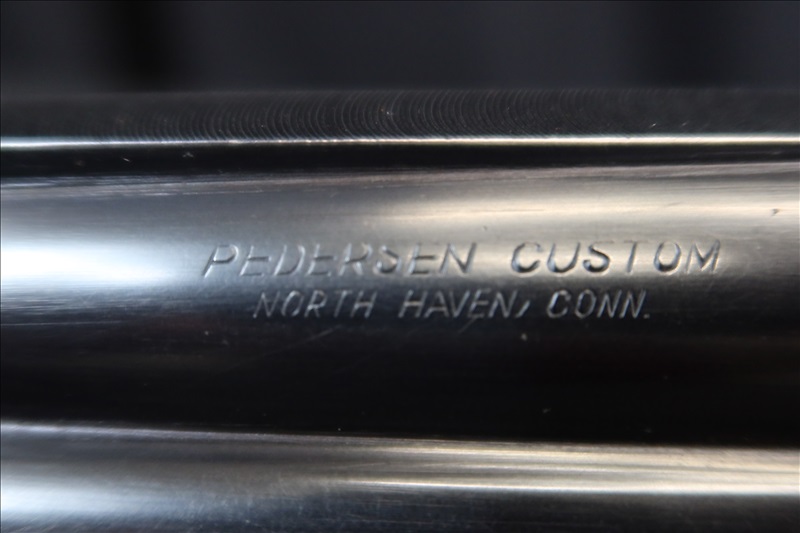 PEDERSEN CUSTOM
NORTH HAVEN, CONN.